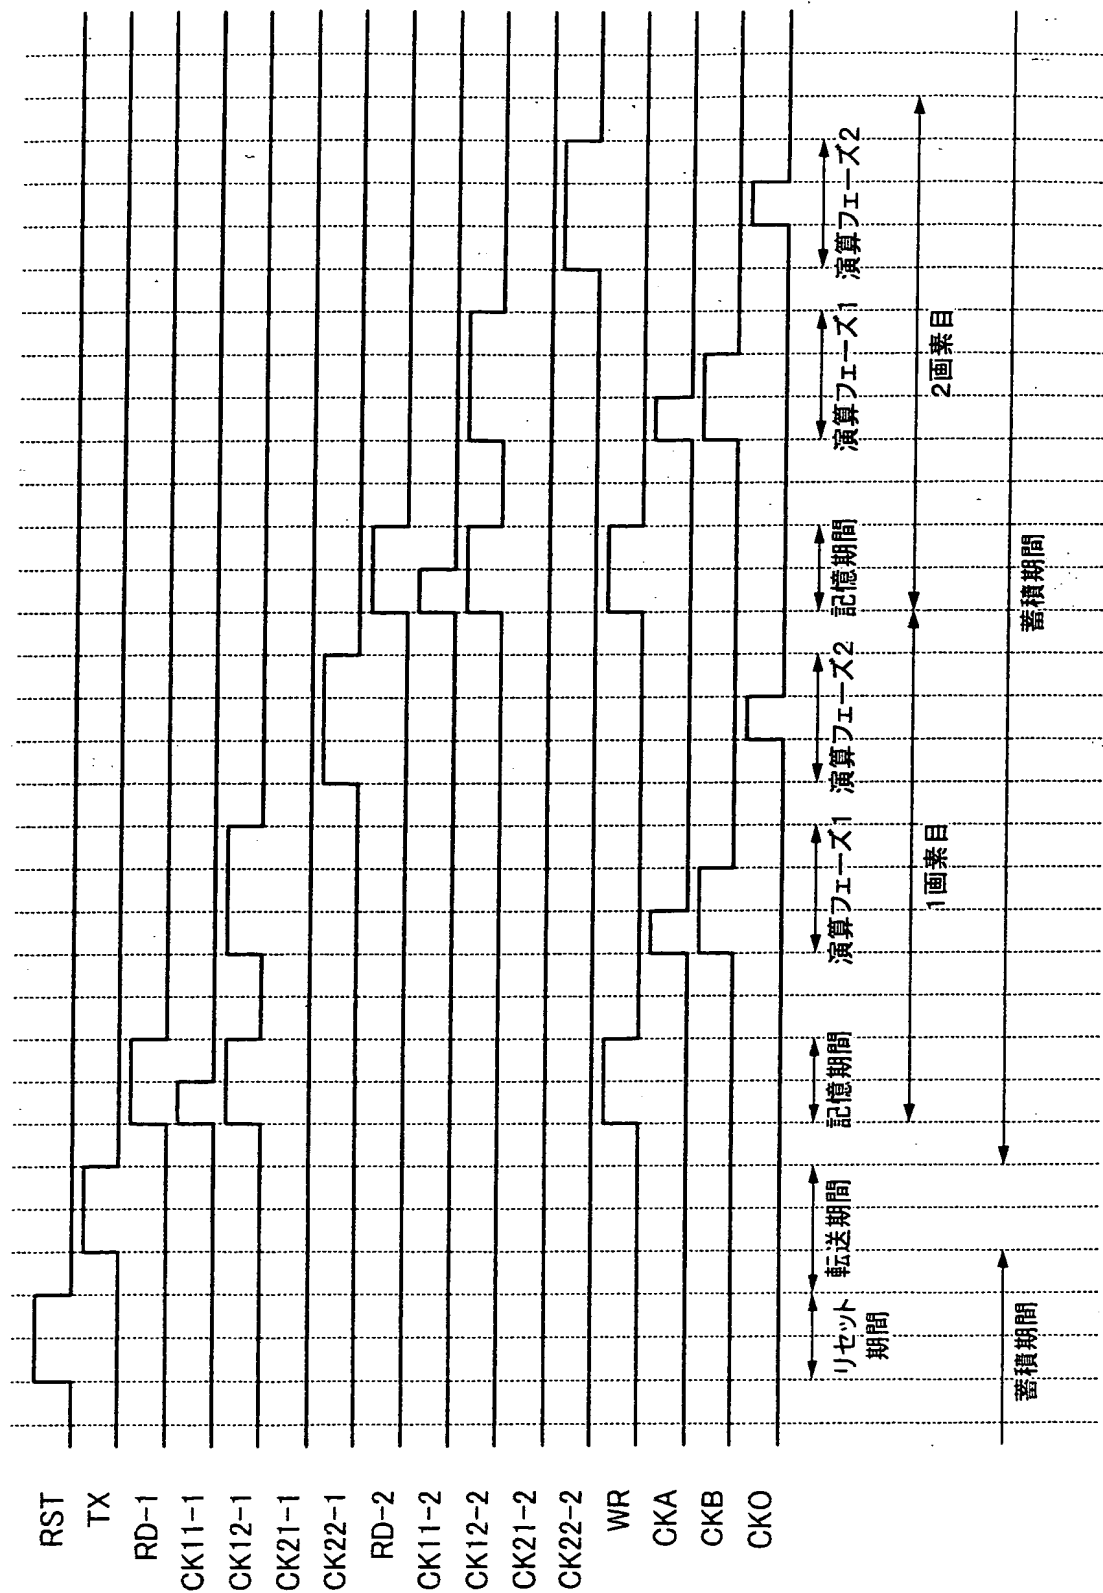 RST
TX
RD-1
CK11-1
CK12-1
CK21-1
CK22-1
RD-2
CK11-2
CK12-2
CK21-2
CK22-2
WR
CKA
CKB
CKO
リセット
期間
転送期間
記憶期間
演算フェーズ1
演算フェーズ2
記憶期間
演算フェーズ1
演算フェーズ2
1画素目
2画素目
蓄積期間
蓄積期間